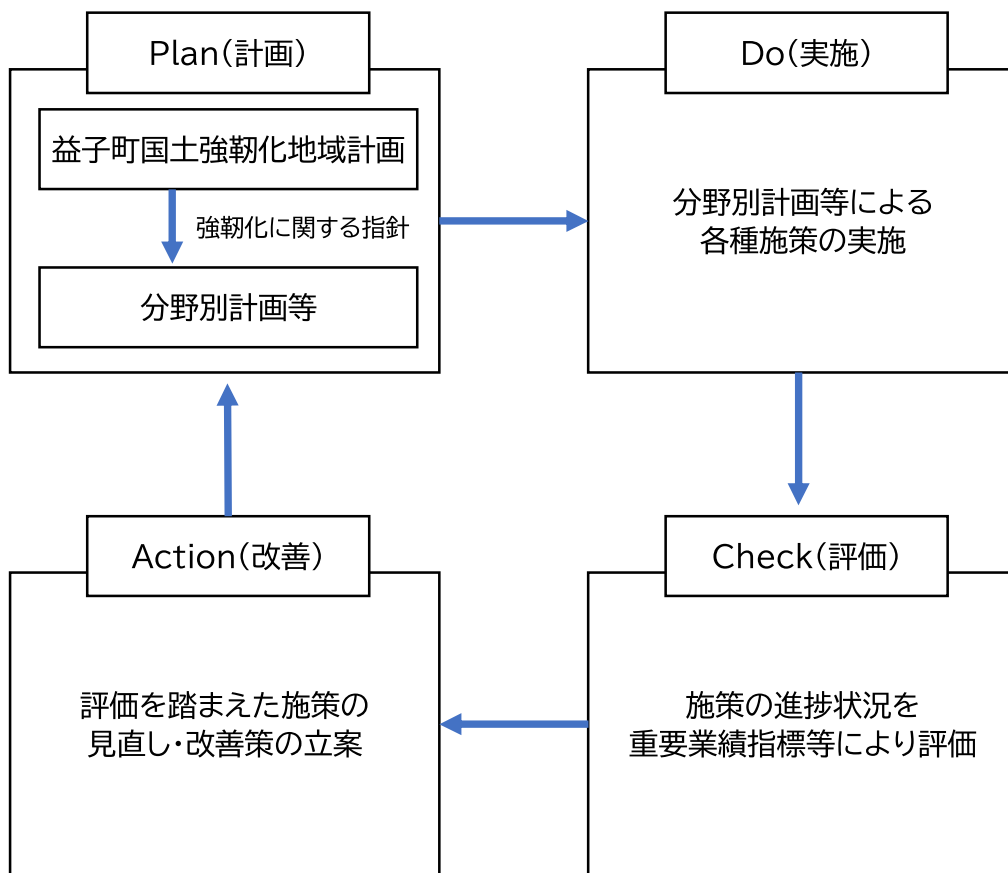 Plan(計画)
益子町国土強靭化地域計画
強靭化に関する指針
分野別計画等
Do(実施)
分野別計画等による
各種施策の実施
Check(評価)
施策の進捗状況を
重要業績指標等により評価
Action(改善)
評価を踏まえた施策の
見直し・改善策の立案